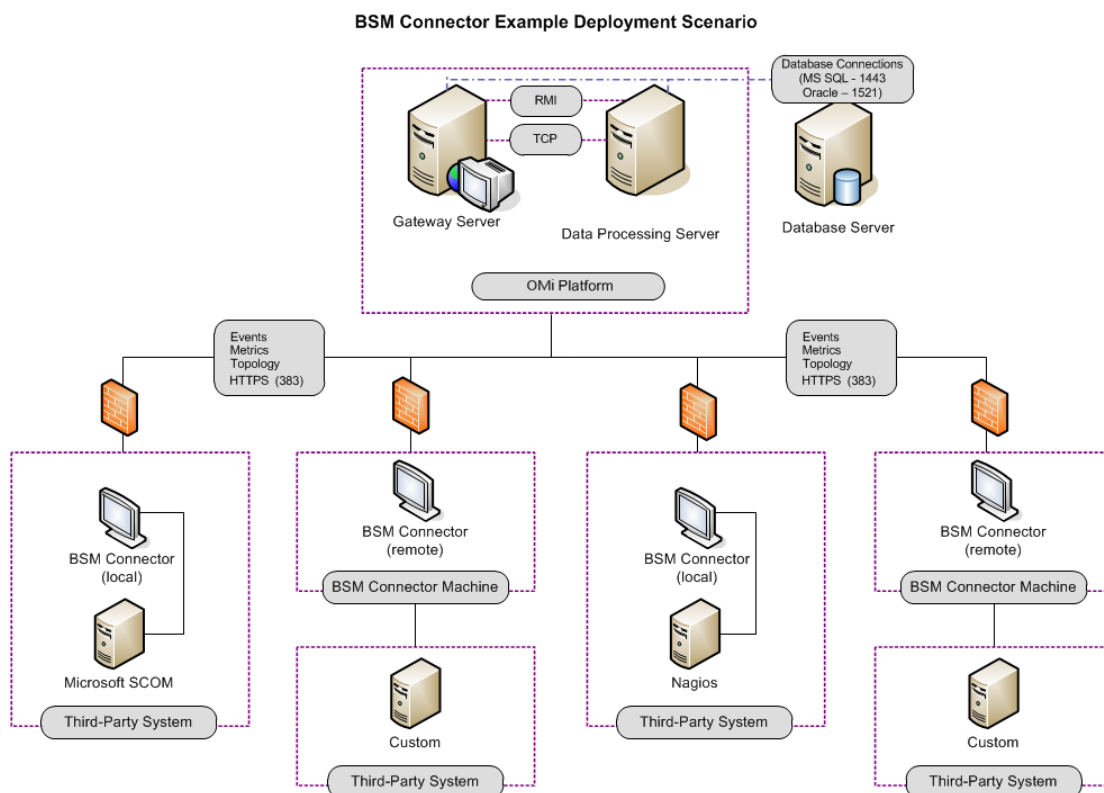 BSM Connector Example Deployment Scenario
Database Connections
(MS SQL - 1443
Oracle – 1521)
RMI
TCP
Gateway Server
Data Processing Server
Database Server
OMi Platform
Events
Metrics
Topology
HTTPS (383)
Events
Metrics
Topology
HTTPS (383)
BSM Connector
(local)
Microsoft SCOM
Third-Party System
BSM Connector
(remote)
BSM Connector Machine
Custom
Third-Party System
BSM Connector
(local)
Nagios
Third-Party System
BSM Connector
(remote)
BSM Connector Machine
Custom
Third-Party System